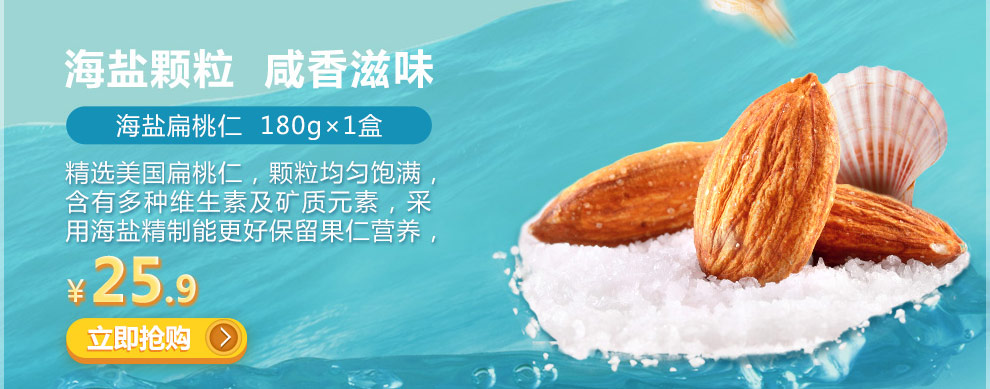 海盐颗粒 咸香滋味
海盐扁桃仁 180g×1盒
精选美国扁桃仁，颗粒均匀饱满，
含有多种维生素及矿质元素，采
用海盐精制能更好保留果仁营养，
¥25.9
立即抢购